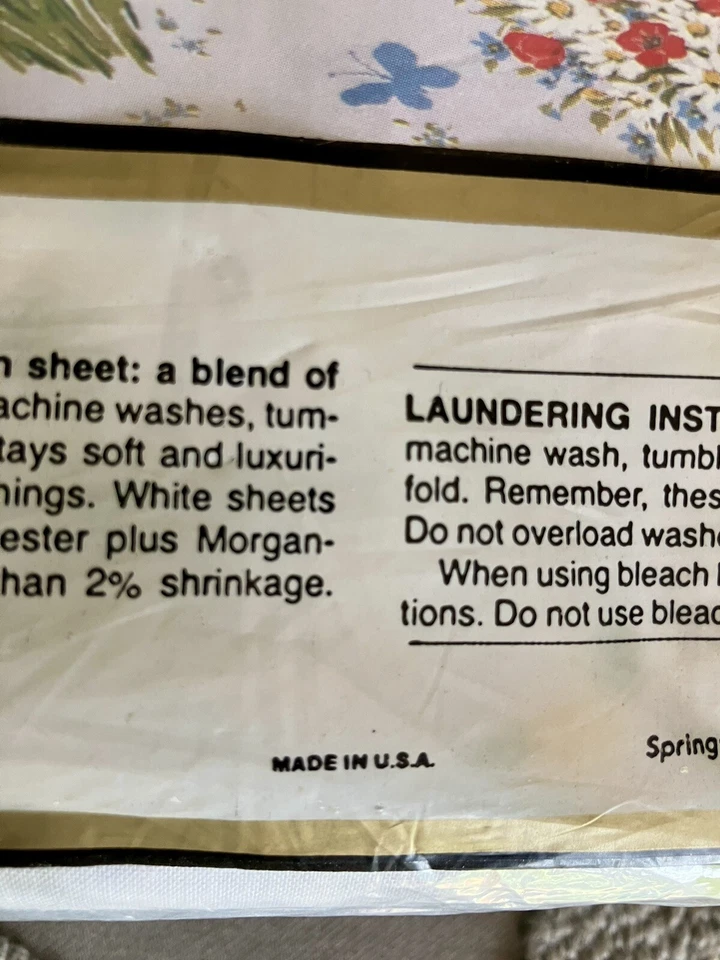 n sheet: a blend of
achine washes, tum-
tays soft and luxuri-
nings. White sheets
ester plus Morgan-
han 2% shrinkage.
LAUNDERING INST
machine wash, tumbl
fold. Remember, thes
Do not overload washe
When using bleach
tions. Do not use bleac
MADE IN U.S.A.
Spring